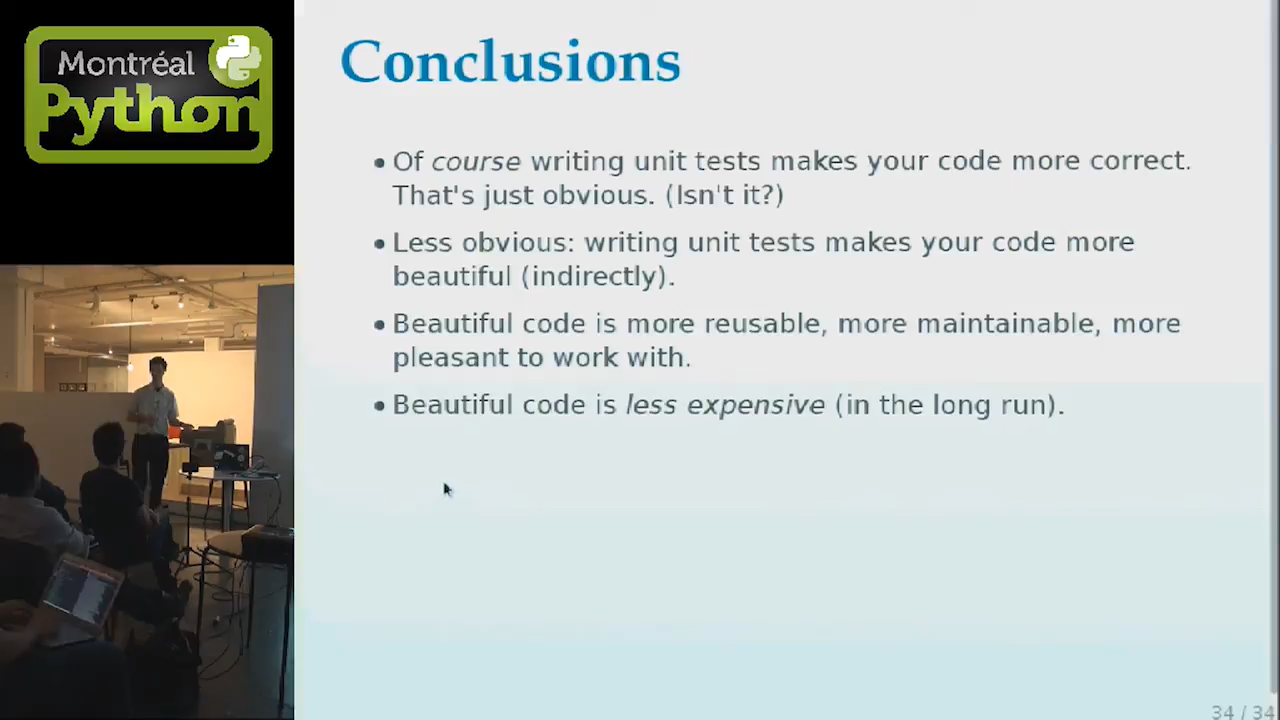 Montréal
Python
Conclusions
• Of course writing unit tests makes your code more correct.
That's just obvious. (Isn't it?)
• Less obvious: writing unit tests makes your code more
beautiful (indirectly).
• Beautiful code is more reusable, more maintainable, more
pleasant to work with.
• Beautiful code is less expensive (in the long run).
34 / 34